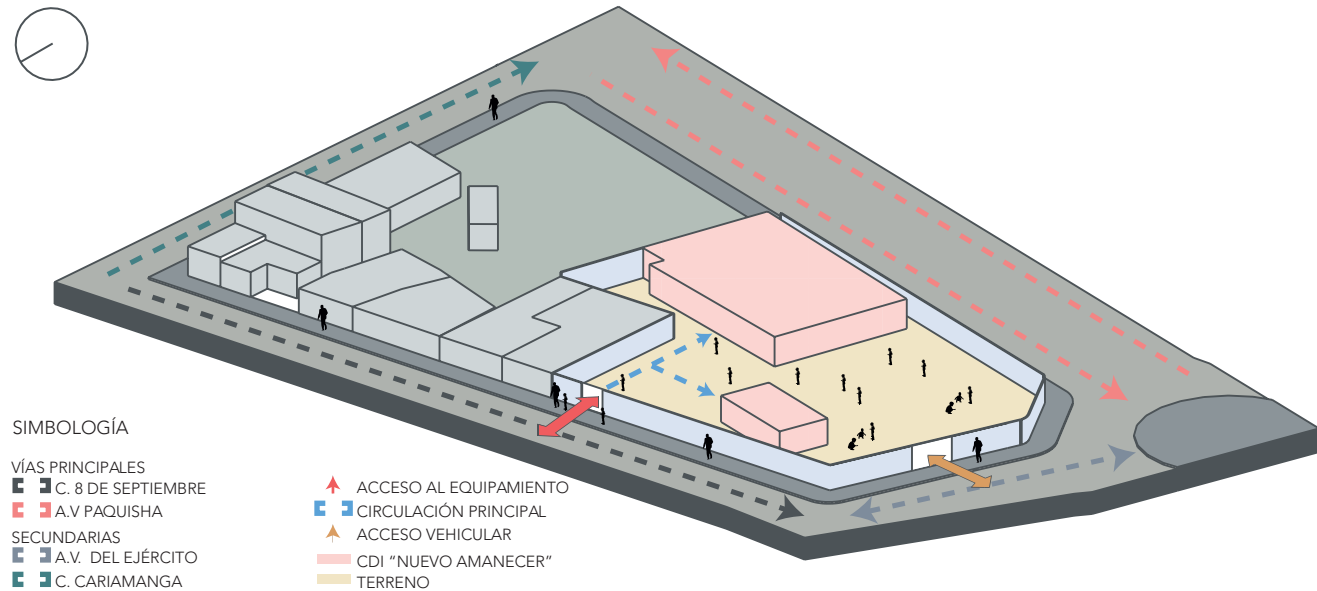 SIMBOLOGÍA
VÍAS PRINCIPALES
C. 8 DE SEPTIEMBRE
A.V PAQUISHA
SECUNDARIAS
A.V. DEL EJÉRCITO
C. CARIAMANGA
ACCESO AL EQUIPAMIENTO
CIRCULACIÓN PRINCIPAL
ACCESO VEHICULAR
CDI “NUEVO AMANECER”
TERRENO